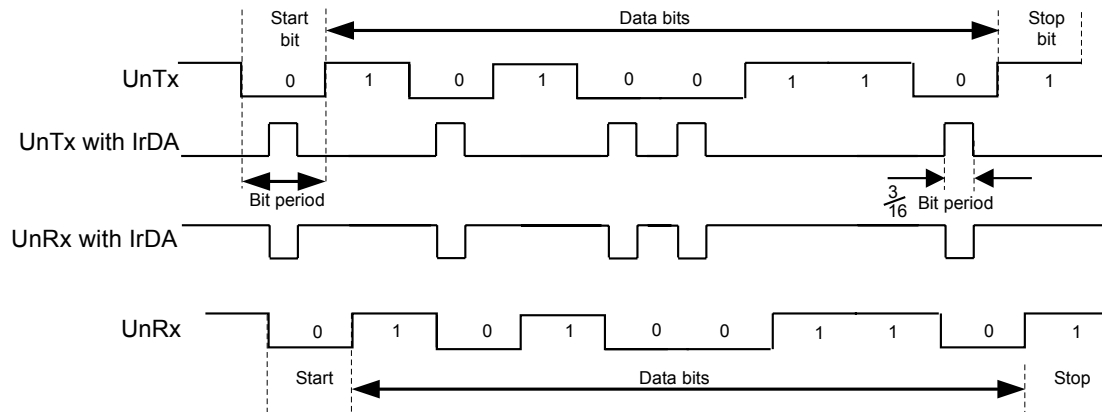 Start bit Data bits Stop bit
UnTx 0 1 0 1 0 0 1 1 0 1
UnTx with IrDA
Bit period 3/16 Bit period
UnRx with IrDA
UnRx 0 1 0 1 0 0 1 1 0 1
Start Data bits Stop